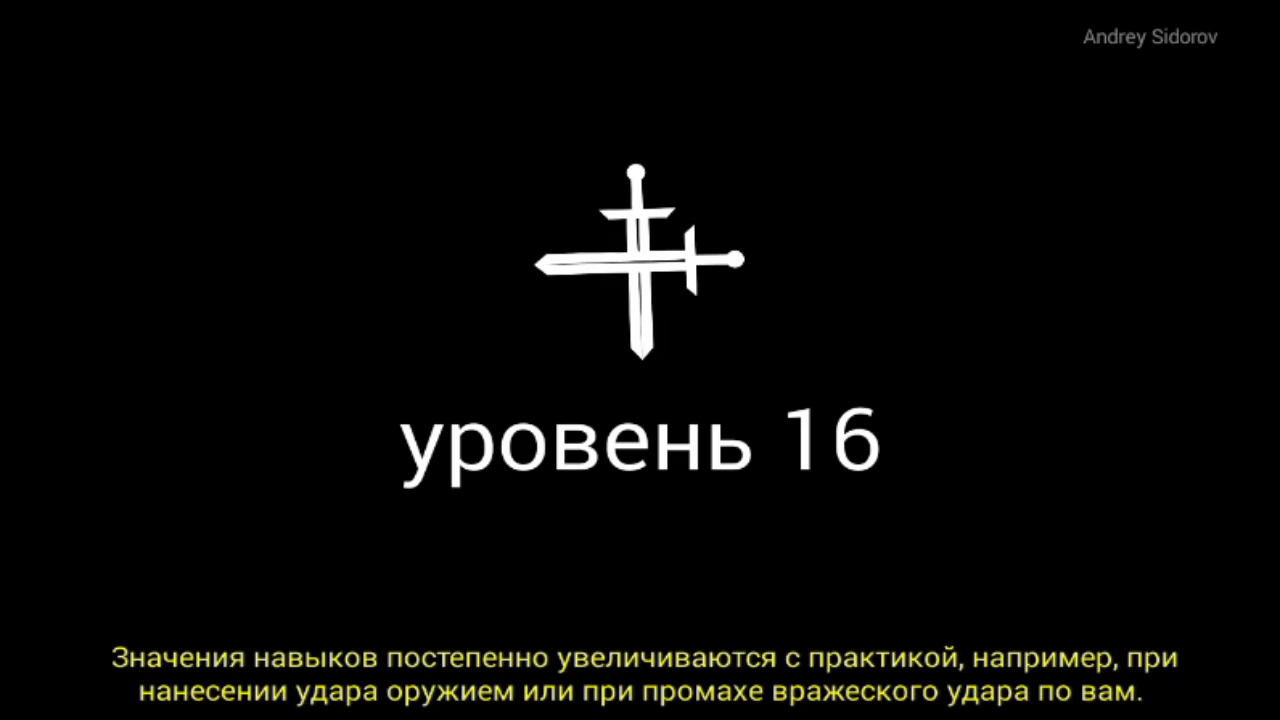 Andrey Sidorov
уровень 16
Значения навыков постепенно увеличиваются с практикой, например, при
нанесении удара оружием или при промахе вражеского удара по вам.